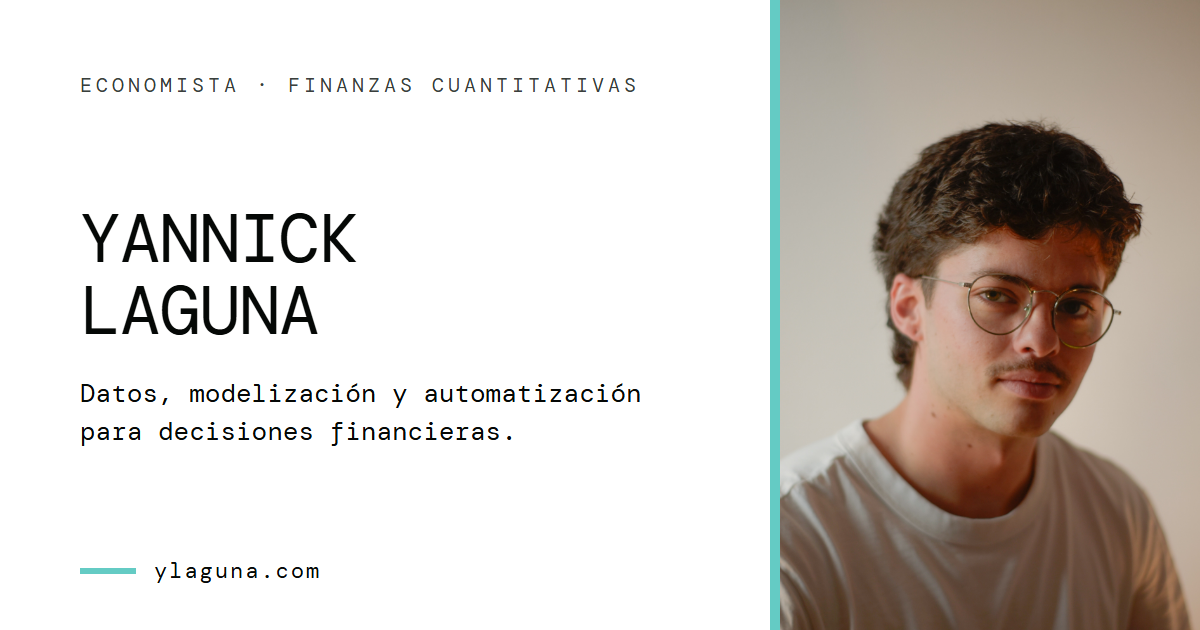 ECONOMISTA · FINANZAS CUANTITATIVAS
YANNICK
LAGUNA
Datos, modelización y automatización
para decisiones financieras.
ylaguna.com